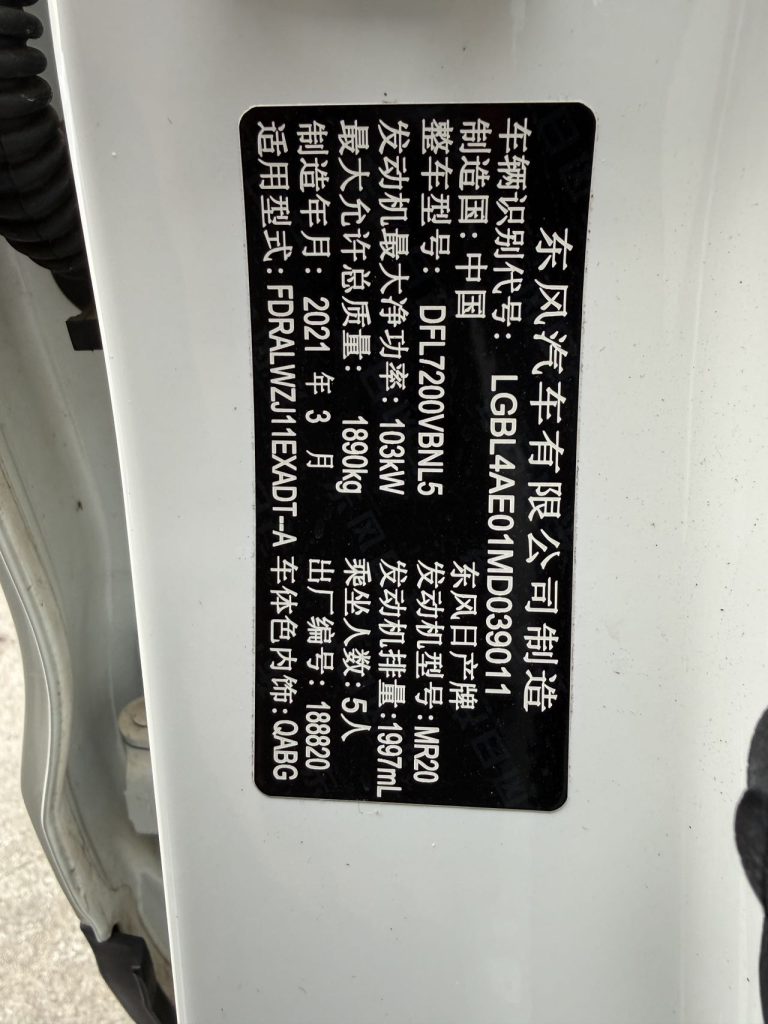 东风汽车有限公司制造
车辆识别代号：LGBL4AE01MD039011
制造国：中国 东风日产牌
整车型号：DFL7200VBNL5 发动机型号：MR20
发动机最大净功率：103kW 发动机排量：1997mL
最大允许总质量：1890kg 乘坐人数：5人
制造年月：2021 年 3 月 出厂编号：188820
适用型式：FDRALWZJ11EXADT--A 车体色内饰：QABG